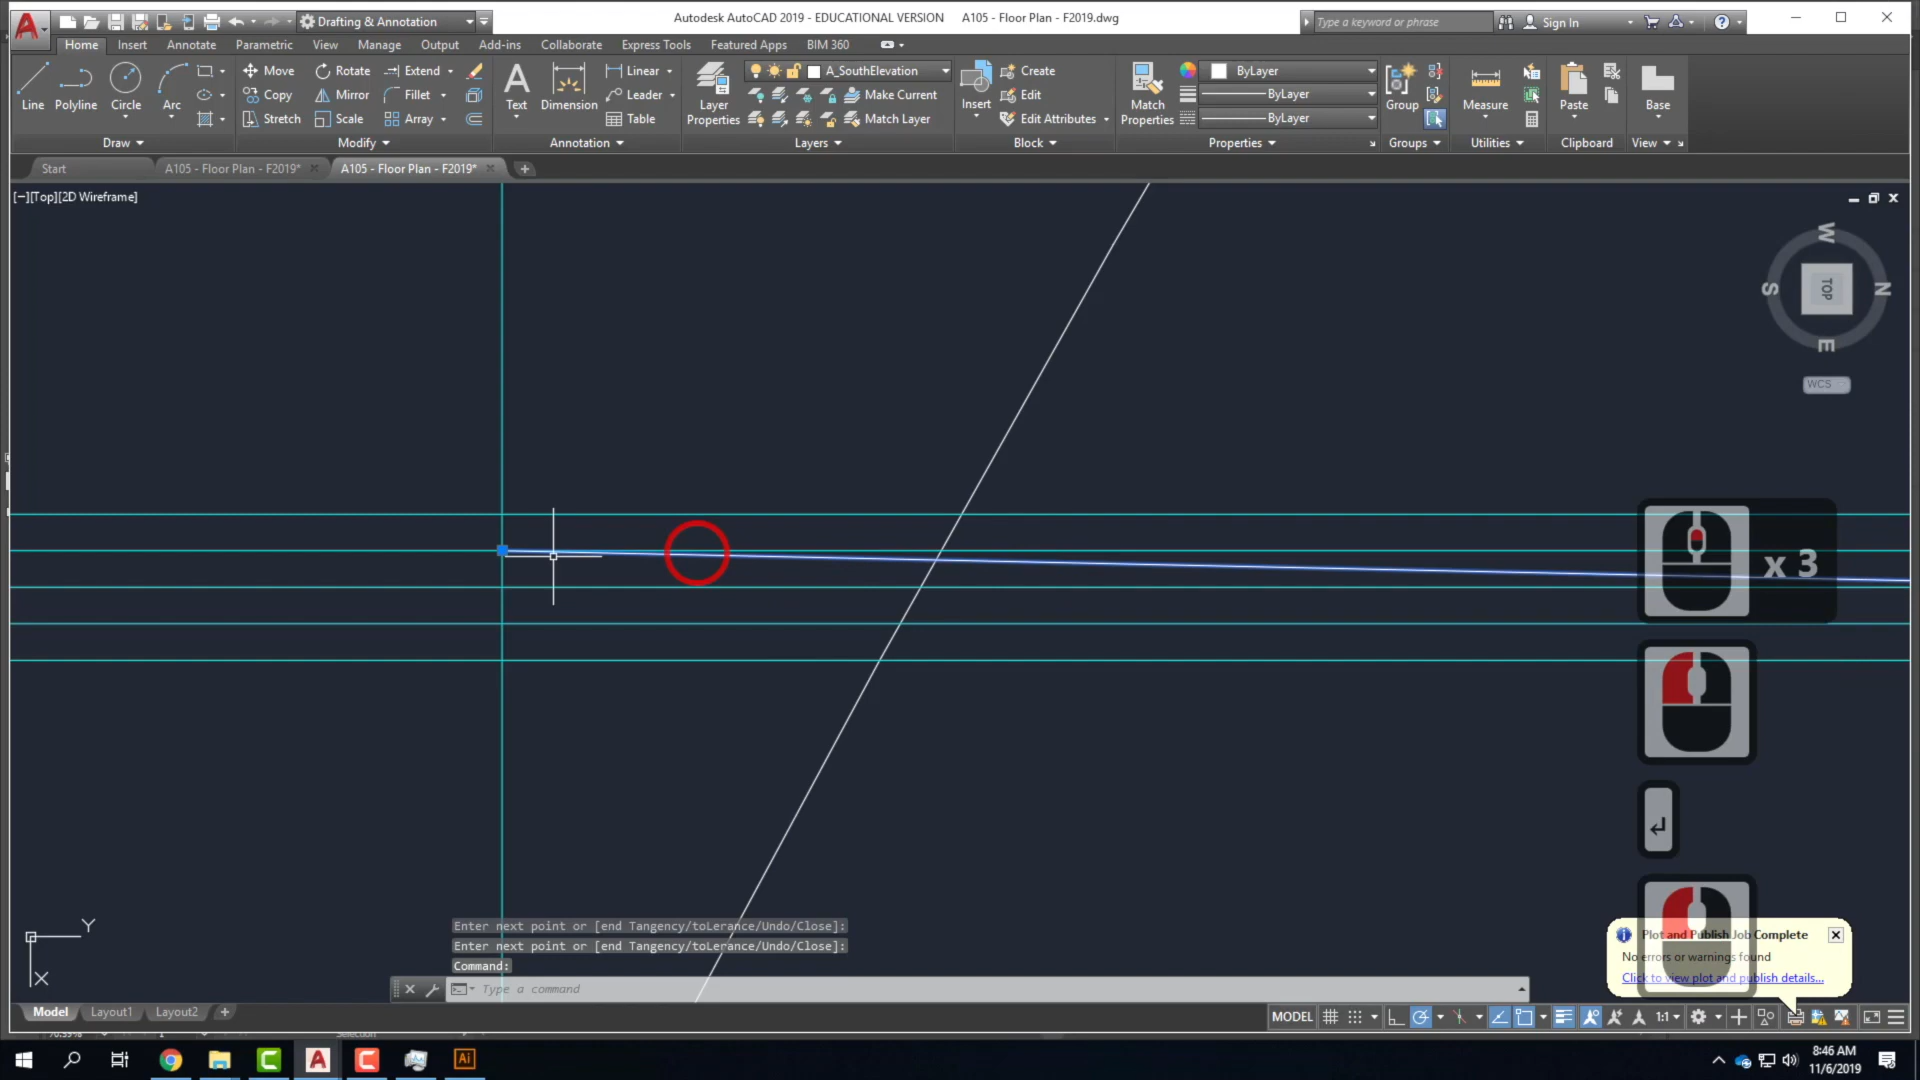 Drafting & Annotation
Autodesk AutoCAD 2019 - EDUCATIONAL VERSION A105 - Floor Plan - F2019.dwg
Type a keyword or phrase
Sign In
Home Insert Annotate Parametric View Manage Output Add-ins Collaborate Express Tools Featured Apps BIM 360
Line Polyline Circle Arc
Move Rotate Extend
Copy Mirror Fillet
Stretch Scale Array
Text Dimension
Linear
Leader
Table
Layer Properties
A_SouthElevation
Make Current
Match Layer
Insert
Create
Edit
Edit Attributes
Match Properties
ByLayer
ByLayer
ByLayer
Group
Measure
Paste
Base
Draw Modify Annotation Layers Block Properties Groups Utilities Clipboard View
Start A105 - Floor Plan - F2019* A105 - Floor Plan - F2019*
[−][Top][2D Wireframe]
W
S TOP N
E
WCS
x 3
Y
X
Enter next point or [end Tangency/toLerance/Undo/Close]:
Enter next point or [end Tangency/toLerance/Undo/Close]:
Command:
Type a command
Plot and Publish Job Complete
No errors or warnings found
Click to view plot and publish details...
Model Layout1 Layout2
MODEL
1:1
Selection
Ai
8:46 AM
11/6/2019